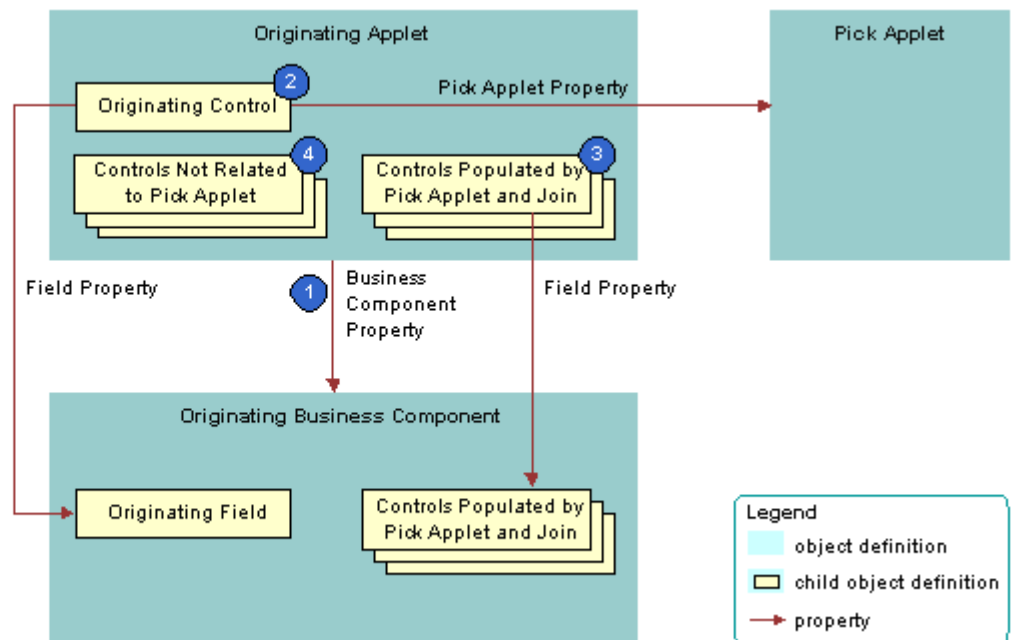 Originating Applet
Pick Applet
2
Originating Control
Pick Applet Property
4
Controls Not Related
to Pick Applet
3
Controls Populated by
Pick Applet and Join
Field Property
1
Business
Component
Property
Field Property
Originating Business Component
Originating Field
Controls Populated by
Pick Applet and Join
Legend
object definition
child object definition
property